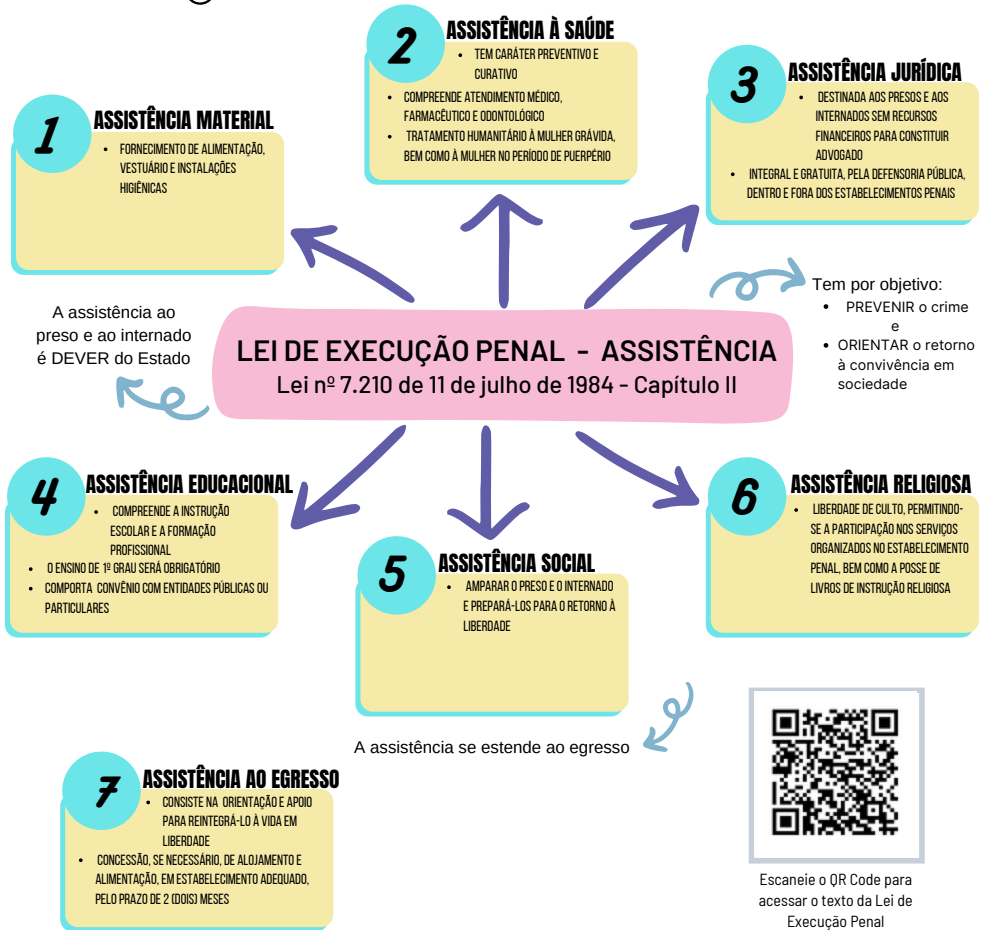 2
ASSISTÊNCIA À SAÚDE
• TEM CARÁTER PREVENTIVO E
CURATIVO
• COMPREENDE ATENDIMENTO MÉDICO,
FARMACÊUTICO E ODONTOLÓGICO
• TRATAMENTO HUMANITÁRIO À MULHER GRÁVIDA,
BEM COMO À MULHER NO PERÍODO DE PUERPÉRIO
3
ASSISTÊNCIA JURÍDICA
• DESTINADA AOS PRESOS E AOS
INTERNADOS SEM RECURSOS
FINANCEIROS PARA CONSTITUIR
ADVOGADO
• INTEGRAL E GRATUITA, PELA DEFENSORIA PÚBLICA,
DENTRO E FORA DOS ESTABELECIMENTOS PENAIS
1
ASSISTÊNCIA MATERIAL
• FORNECIMENTO DE ALIMENTAÇÃO,
VESTUÁRIO E INSTALAÇÕES
HIGIÊNICAS
A assistência ao
preso e ao internado
é DEVER do Estado
LEI DE EXECUÇÃO PENAL - ASSISTÊNCIA
Lei nº 7.210 de 11 de julho de 1984 - Capítulo II
Tem por objetivo:
• PREVENIR o crime
e
• ORIENTAR o retorno
à convivência em
sociedade
4
ASSISTÊNCIA EDUCACIONAL
• COMPREENDE A INSTRUÇÃO
ESCOLAR E A FORMAÇÃO
PROFISSIONAL
• O ENSINO DE 1º GRAU SERÁ OBRIGATÓRIO
• COMPORTA CONVÊNIO COM ENTIDADES PÚBLICAS OU
PARTICULARES
5
ASSISTÊNCIA SOCIAL
• AMPARAR O PRESO E O INTERNADO
E PREPARÁ-LOS PARA O RETORNO À
LIBERDADE
6
ASSISTÊNCIA RELIGIOSA
• LIBERDADE DE CULTO, PERMITINDO-
SE A PARTICIPAÇÃO NOS SERVIÇOS
ORGANIZADOS NO ESTABELECIMENTO
PENAL, BEM COMO A POSSE DE
LIVROS DE INSTRUÇÃO RELIGIOSA
A assistência se estende ao egresso
7
ASSISTÊNCIA AO EGRESSO
• CONSISTE NA ORIENTAÇÃO E APOIO
PARA REINTEGRÁ-LO À VIDA EM
LIBERDADE
• CONCESSÃO, SE NECESSÁRIO, DE ALOJAMENTO E
ALIMENTAÇÃO, EM ESTABELECIMENTO ADEQUADO,
PELO PRAZO DE 2 (DOIS) MESES
Escaneie o QR Code para
acessar o texto da Lei de
Execução Penal